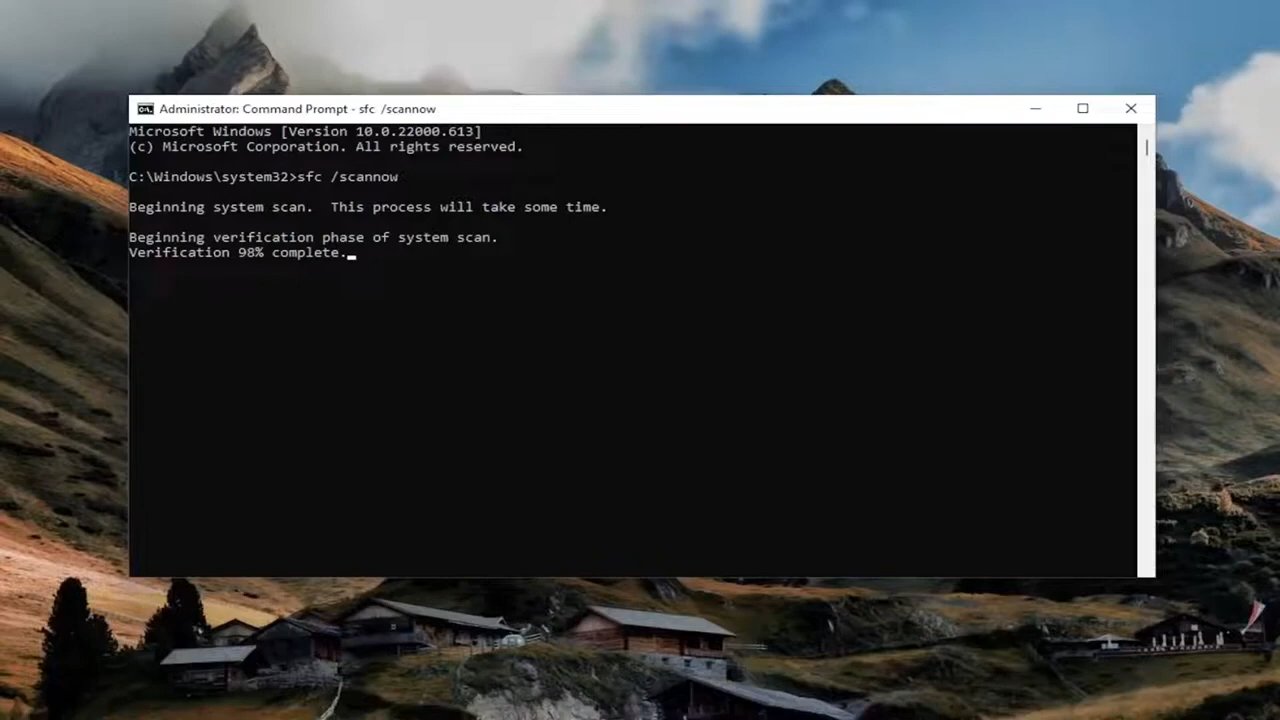 Administrator: Command Prompt - sfc  /scannow
Microsoft Windows [Version 10.0.22000.613]
(c) Microsoft Corporation. All rights reserved.
C:\Windows\system32>sfc /scannow
Beginning system scan.  This process will take some time.
Beginning verification phase of system scan.
Verification 98% complete.